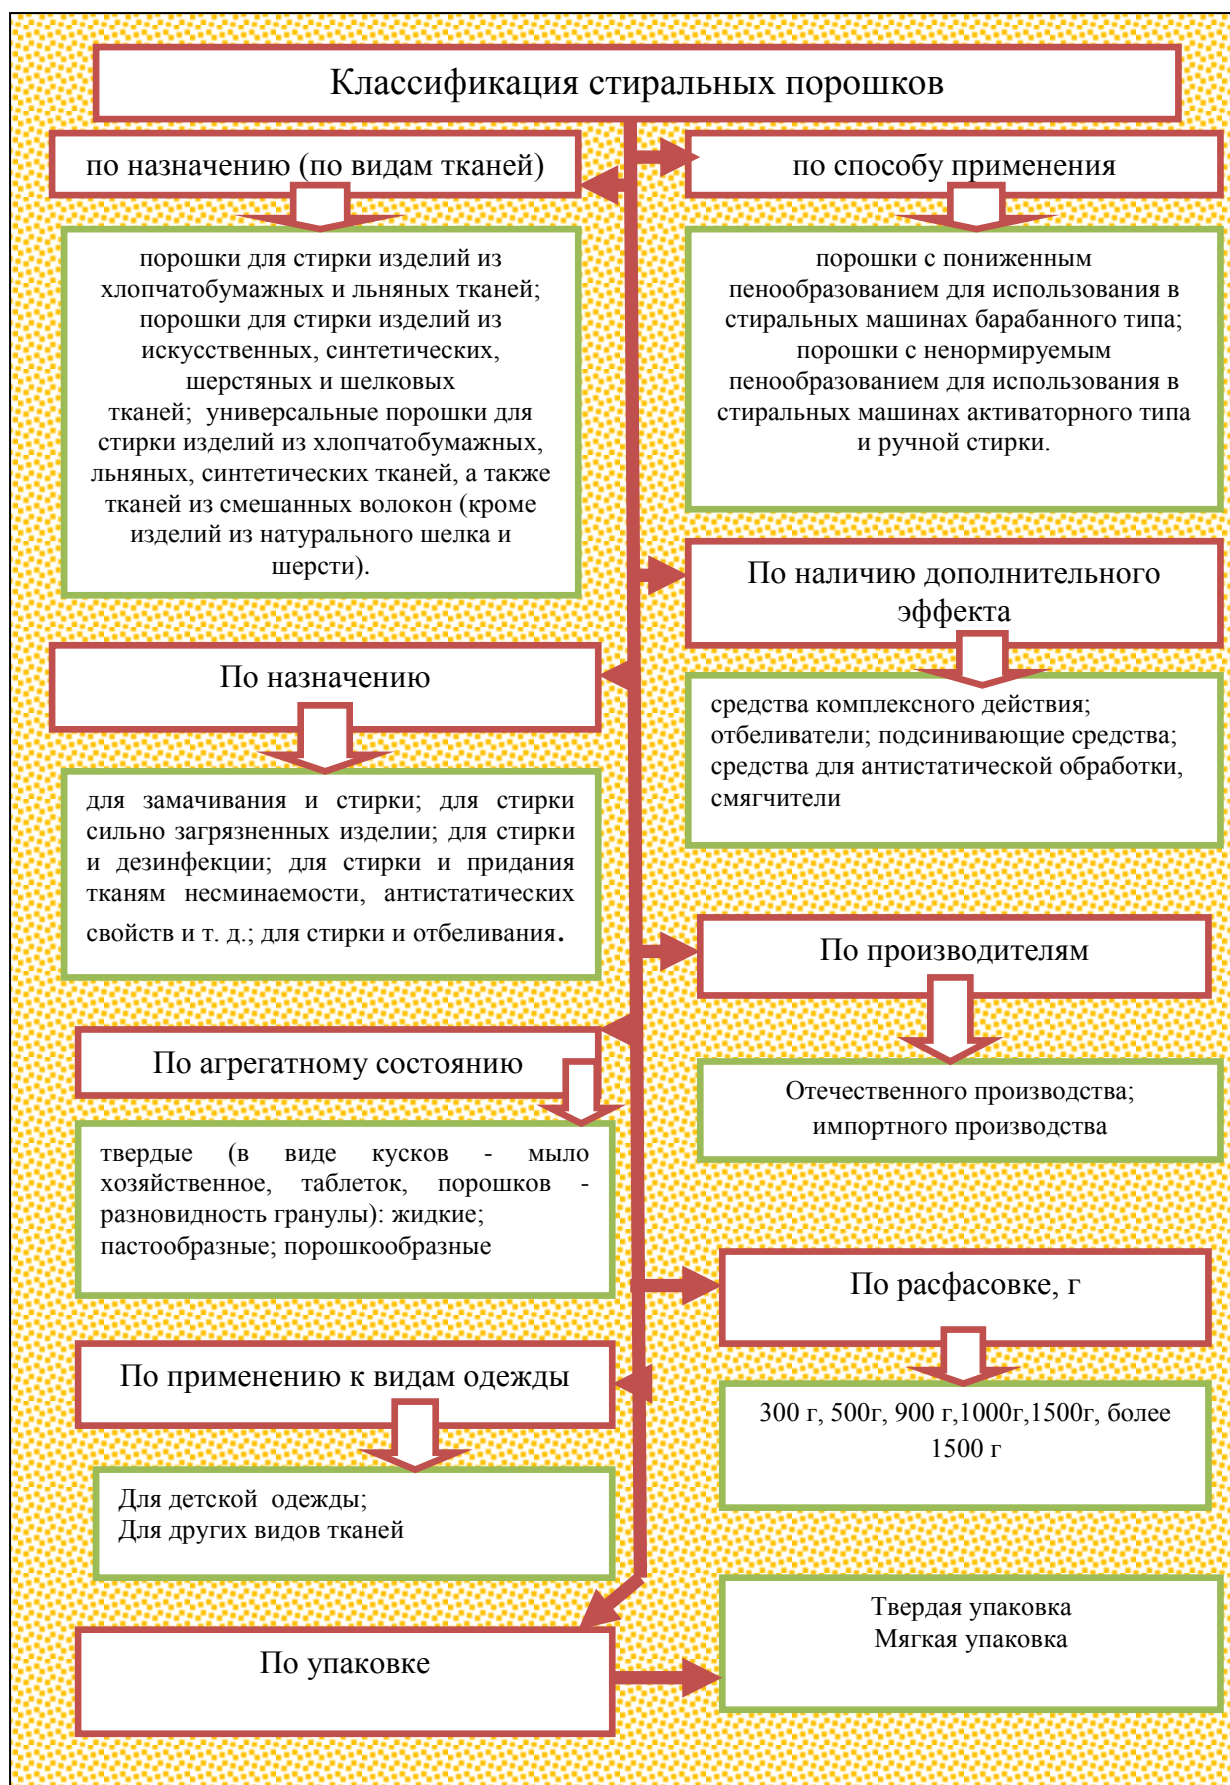 Классификация стиральных порошков
по назначению (по видам тканей)
порошки для стирки изделий из
хлопчатобумажных и льняных тканей;
порошки для стирки изделий из
искусственных, синтетических,
шерстяных и шелковых
тканей;  универсальные порошки для
стирки изделий из хлопчатобумажных,
льняных, синтетических тканей, а также
тканей из смешанных волокон (кроме
изделий из натурального шелка и
шерсти).
по способу применения
порошки с пониженным
пенообразованием для использования в
стиральных машинах барабанного типа;
порошки с ненормируемым
пенообразованием для использования в
стиральных машинах активаторного типа
и ручной стирки.
По наличию дополнительного
эффекта
средства комплексного действия;
отбеливатели; подсинивающие средства;
средства для антистатической обработки,
смягчители
По назначению
для замачивания и стирки; для стирки
сильно загрязненных изделии; для стирки
и дезинфекции; для стирки и придания
тканям несминаемости, антистатических
свойств и т. д.; для стирки и отбеливания.
По производителям
Отечественного производства;
импортного производства
По агрегатному состоянию
твердые (в виде кусков - мыло
хозяйственное, таблеток, порошков -
разновидность гранулы): жидкие;
пастообразные; порошкообразные
По расфасовке, г
300 г, 500г, 900 г,1000г,1500г, более
1500 г
По применению к видам одежды
Для детской  одежды;
Для других видов тканей
По упаковке
Твердая упаковка
Мягкая упаковка